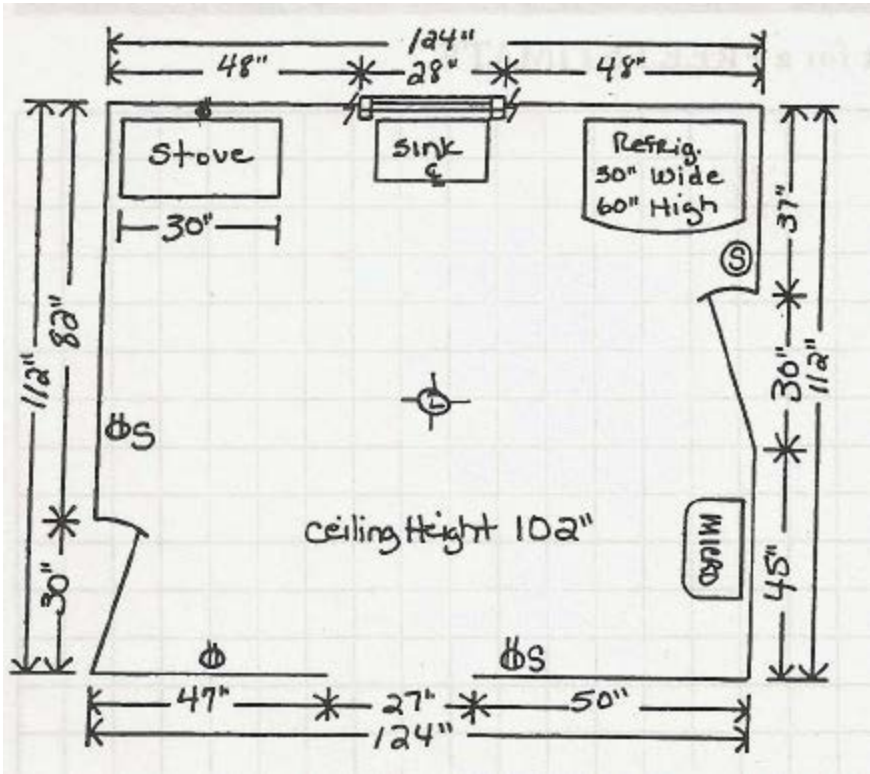 124"
48" 28" 48"
Stove
30"
Sink
℄
Refrig.
30" Wide
60" High
S
37"
30"
45"
112"
112"
82"
30"
S
L
Ceiling Height 102"
MICRO
S
47" 27" 50"
124"